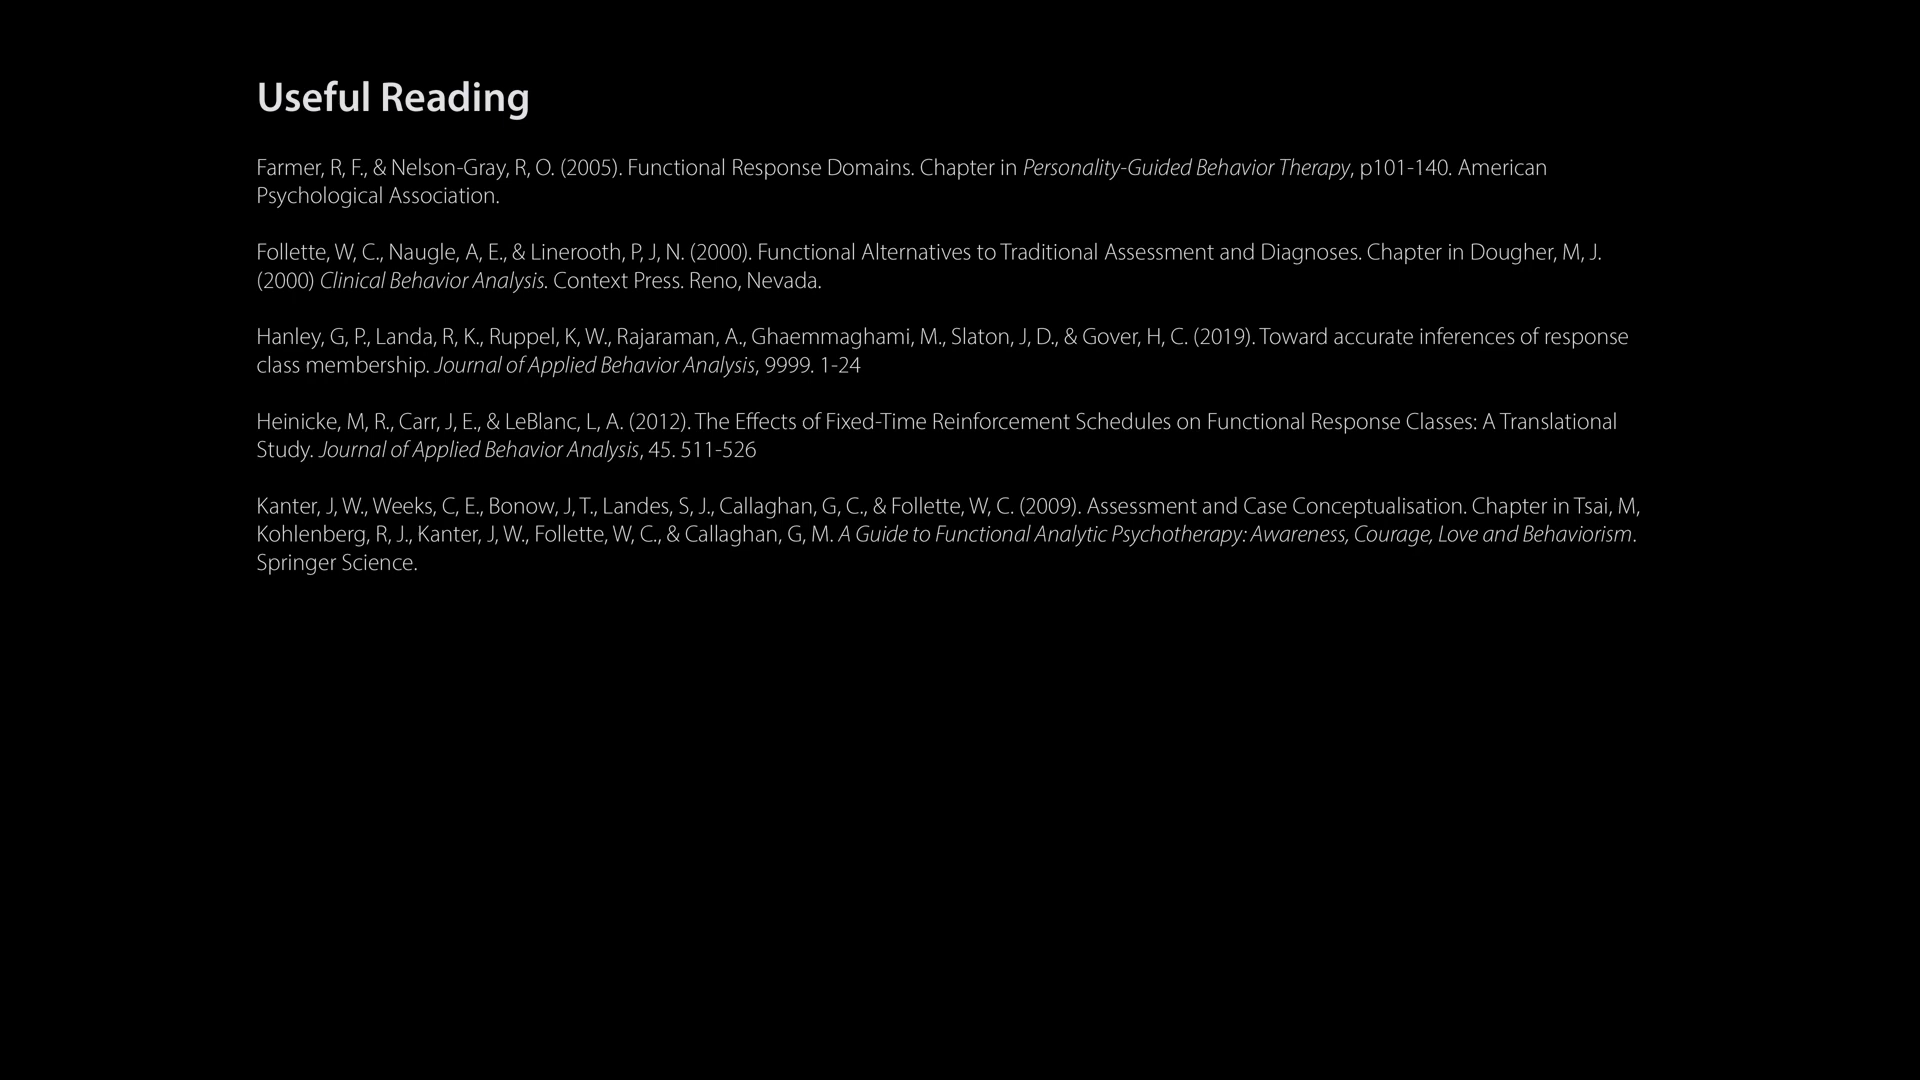 Useful Reading
Farmer, R, F., & Nelson-Gray, R, O. (2005). Functional Response Domains. Chapter in Personality-Guided Behavior Therapy, p101-140. American
Psychological Association.
Follette, W, C., Naugle, A, E., & Linerooth, P, J, N. (2000). Functional Alternatives to Traditional Assessment and Diagnoses. Chapter in Dougher, M, J.
(2000) Clinical Behavior Analysis. Context Press. Reno, Nevada.
Hanley, G, P., Landa, R, K., Ruppel, K, W., Rajaraman, A., Ghaemmaghami, M., Slaton, J, D., & Gover, H, C. (2019). Toward accurate inferences of response
class membership. Journal of Applied Behavior Analysis, 9999. 1-24
Heinicke, M, R., Carr, J, E., & LeBlanc, L, A. (2012). The Effects of Fixed-Time Reinforcement Schedules on Functional Response Classes: A Translational
Study. Journal of Applied Behavior Analysis, 45. 511-526
Kanter, J, W., Weeks, C, E., Bonow, J, T., Landes, S, J., Callaghan, G, C., & Follette, W, C. (2009). Assessment and Case Conceptualisation. Chapter in Tsai, M,
Kohlenberg, R, J., Kanter, J, W., Follette, W, C., & Callaghan, G, M. A Guide to Functional Analytic Psychotherapy: Awareness, Courage, Love and Behaviorism.
Springer Science.